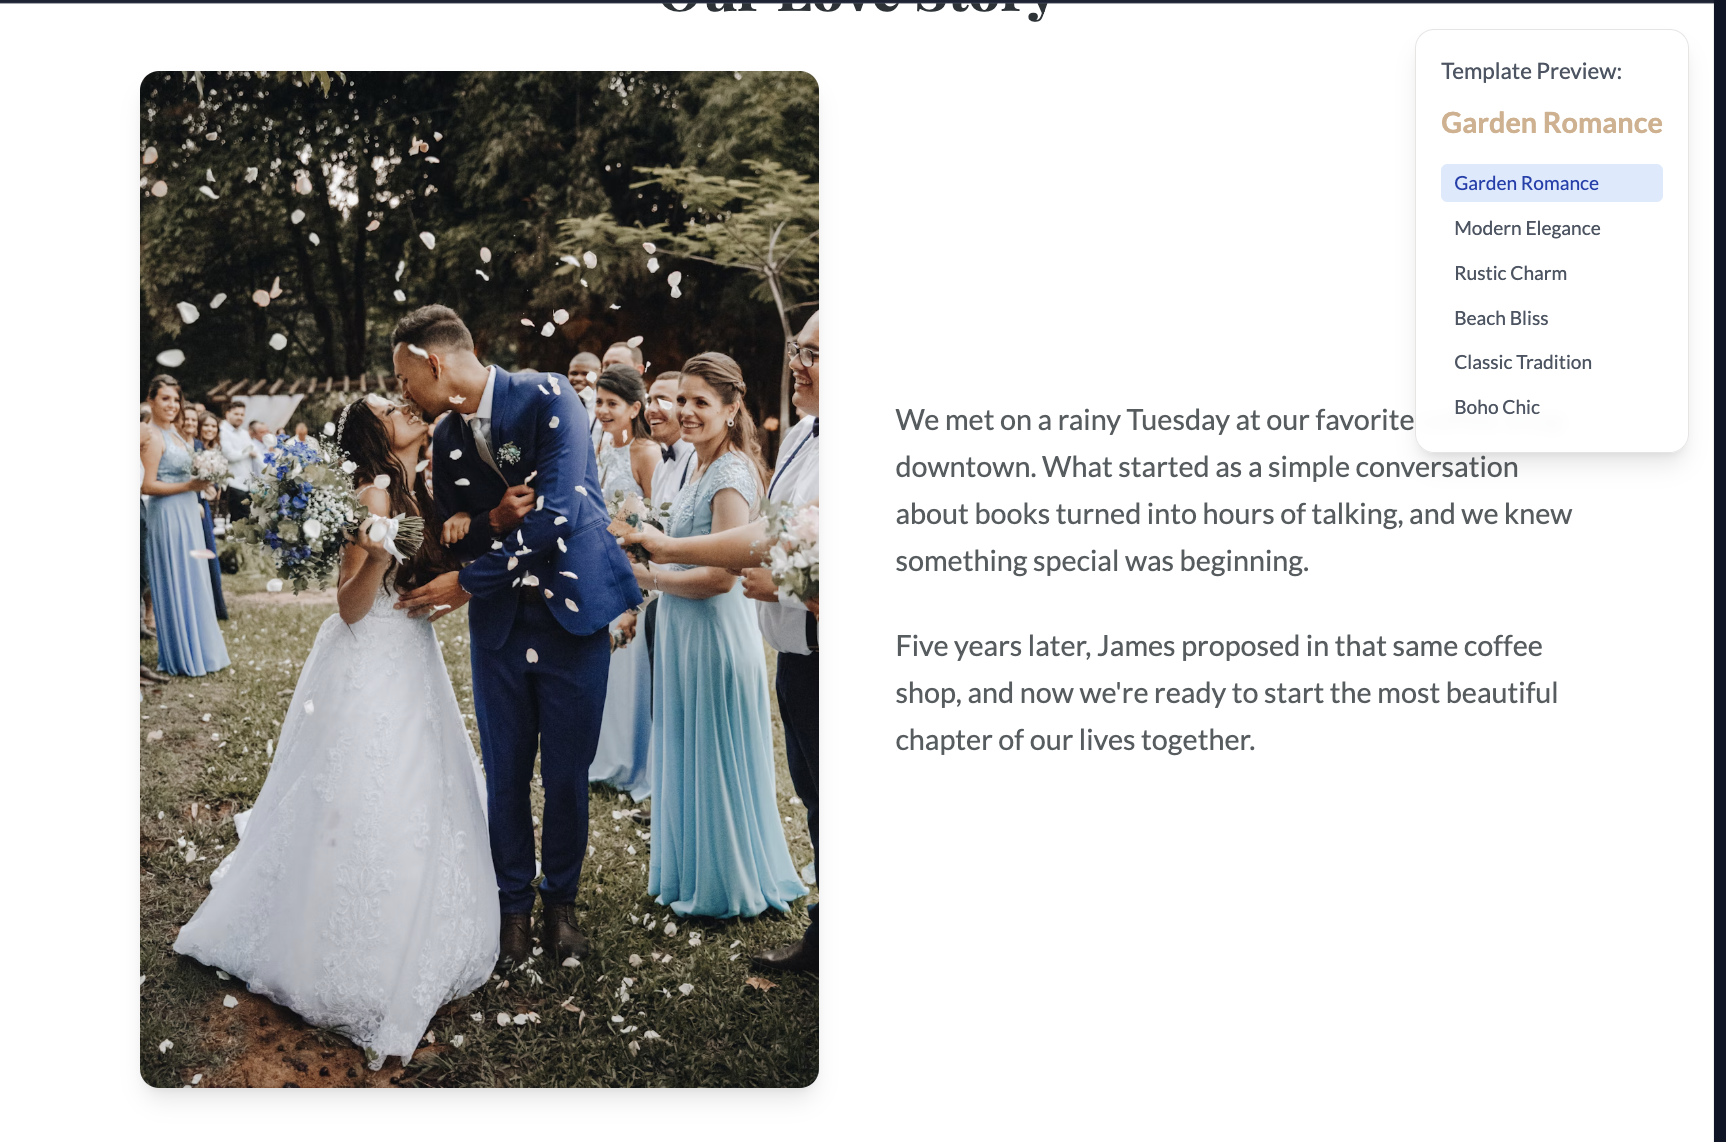 Our Love Story
Template Preview:
Garden Romance
Garden Romance
Modern Elegance
Rustic Charm
Beach Bliss
Classic Tradition
Boho Chic
We met on a rainy Tuesday at our favorite
downtown. What started as a simple conversation
about books turned into hours of talking, and we knew
something special was beginning.
Five years later, James proposed in that same coffee
shop, and now we're ready to start the most beautiful
chapter of our lives together.